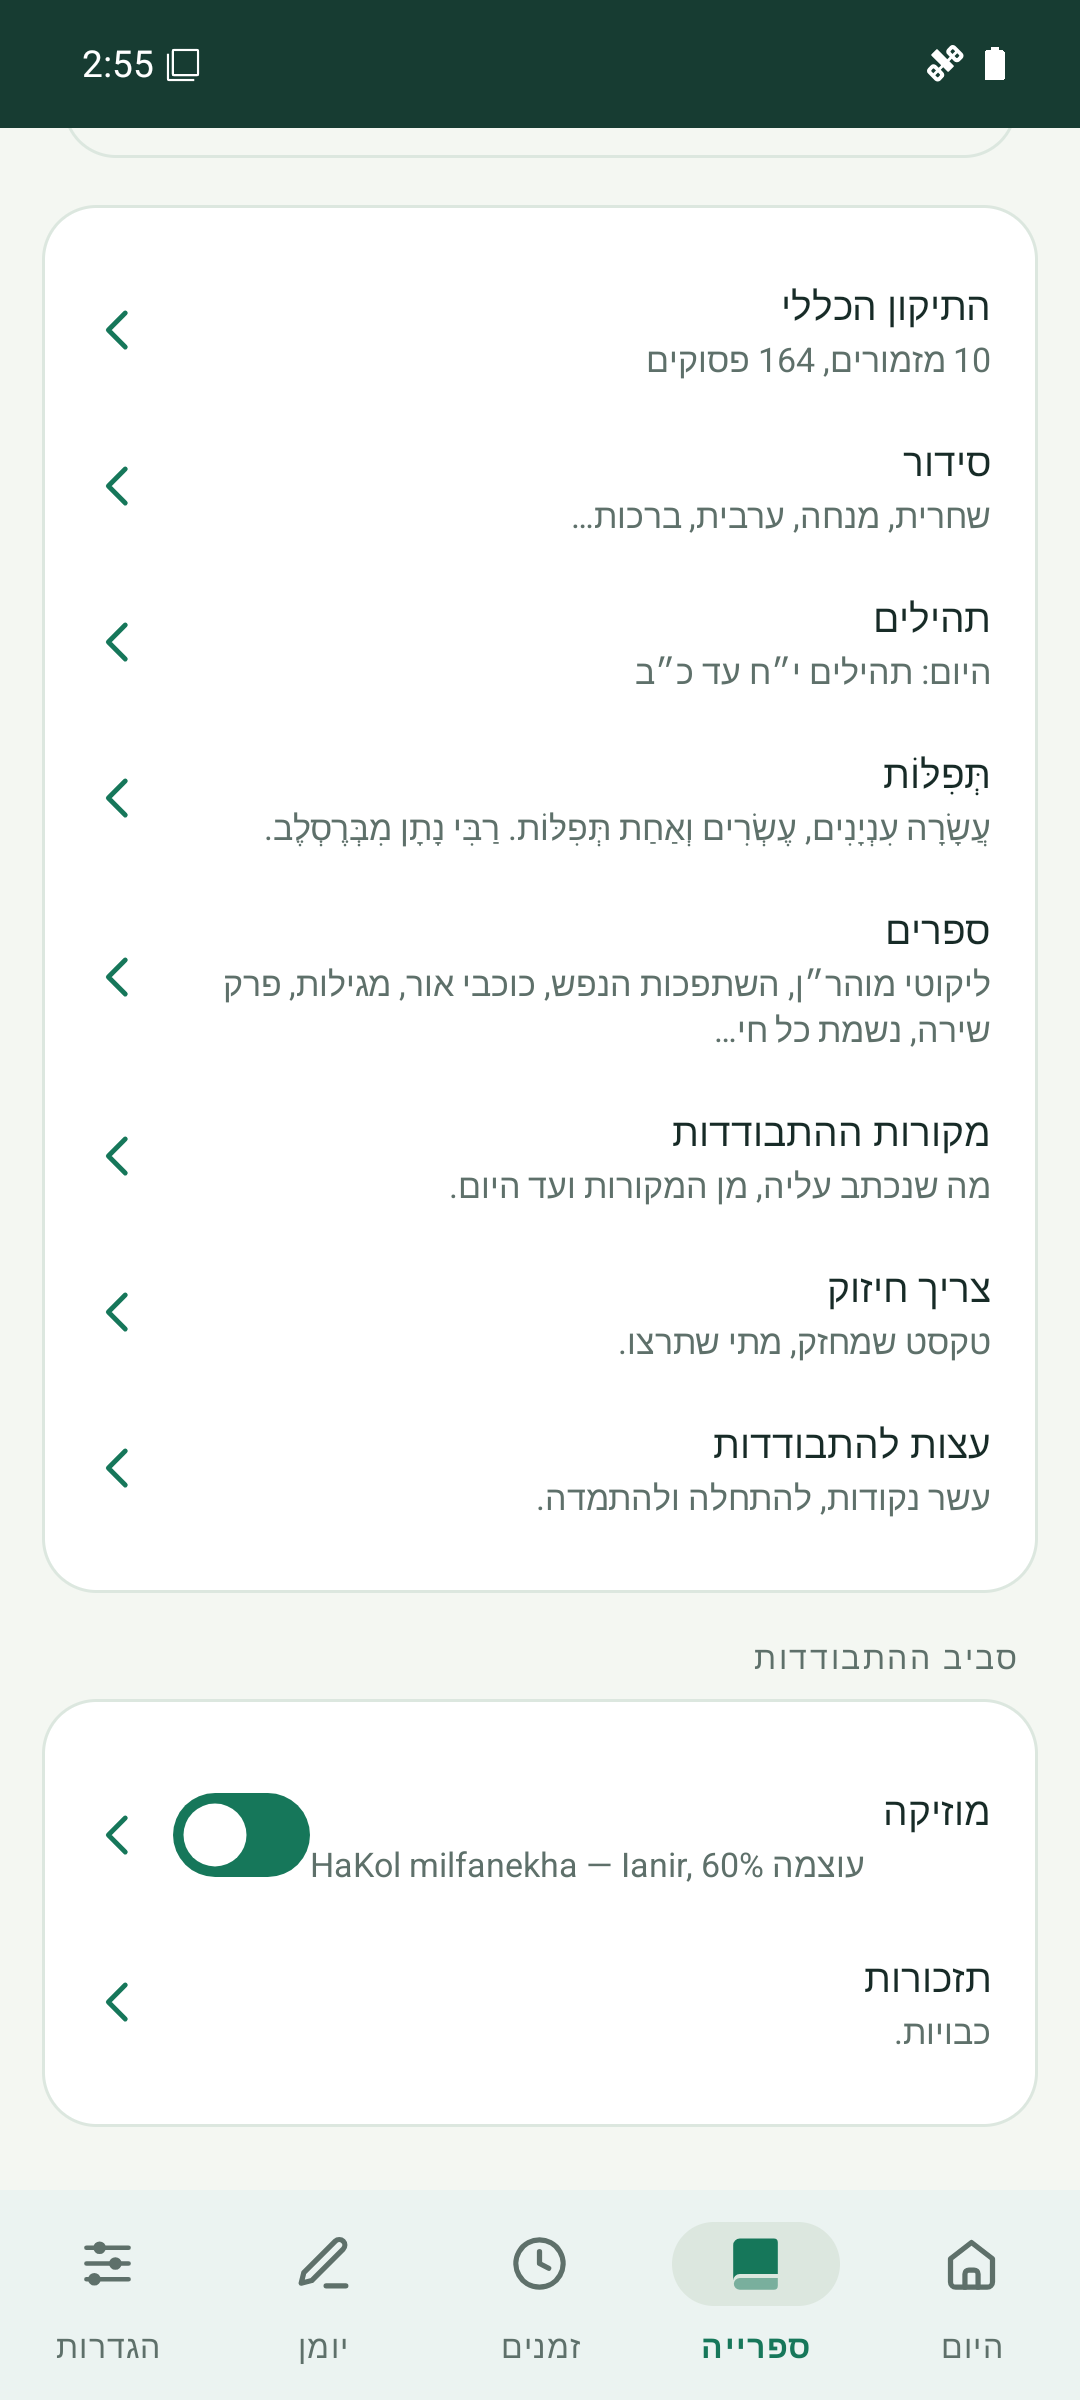 2:55
התיקון הכללי
10 מזמורים, 164 פסוקים
סידור
שחרית, מנחה, ערבית, ברכות...
תהילים
היום: תהילים י״ח עד כ״ב
תְּפִלּוֹת
עֲשָׂרָה עִנְיָנִים, עֶשְׂרִים וְאַחַת תְּפִלּוֹת. רַבִּי נָתָן מִבְּרֶסְלֶב.
ספרים
ליקוטי מוהר״ן, השתפכות הנפש, כוכבי אור, מגילות, פרק
שירה, נשמת כל חי...
מקורות ההתבודדות
מה שנכתב עליה, מן המקורות ועד היום.
צריך חיזוק
טקסט שמחזק, מתי שתרצו.
עצות להתבודדות
עשר נקודות, להתחלה ולהתמדה.
סביב ההתבודדות
מוזיקה
HaKol milfanekha — Ianir, 60% עוצמה
תזכורות
כבויות.
היום
ספרייה
זמנים
יומן
הגדרות